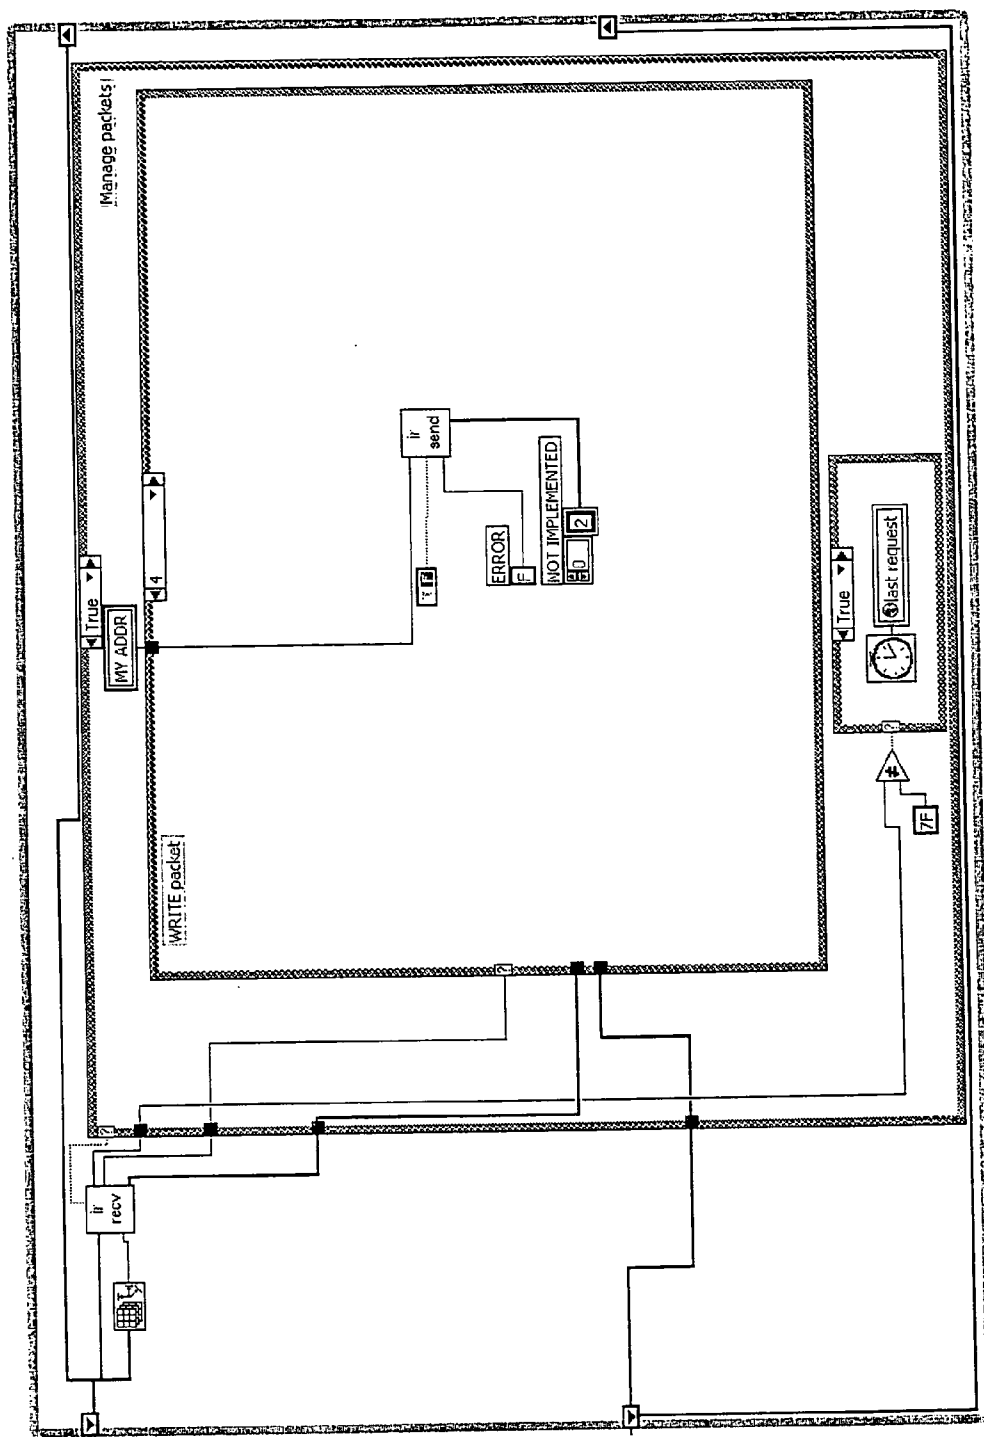 Manage packets
True
MY ADDR
4
WRITE packet
ir
recv
ir
send
F
ERROR
F
NOT IMPLEMENTED
0
2
True
last request
?
?
?
≠
7F